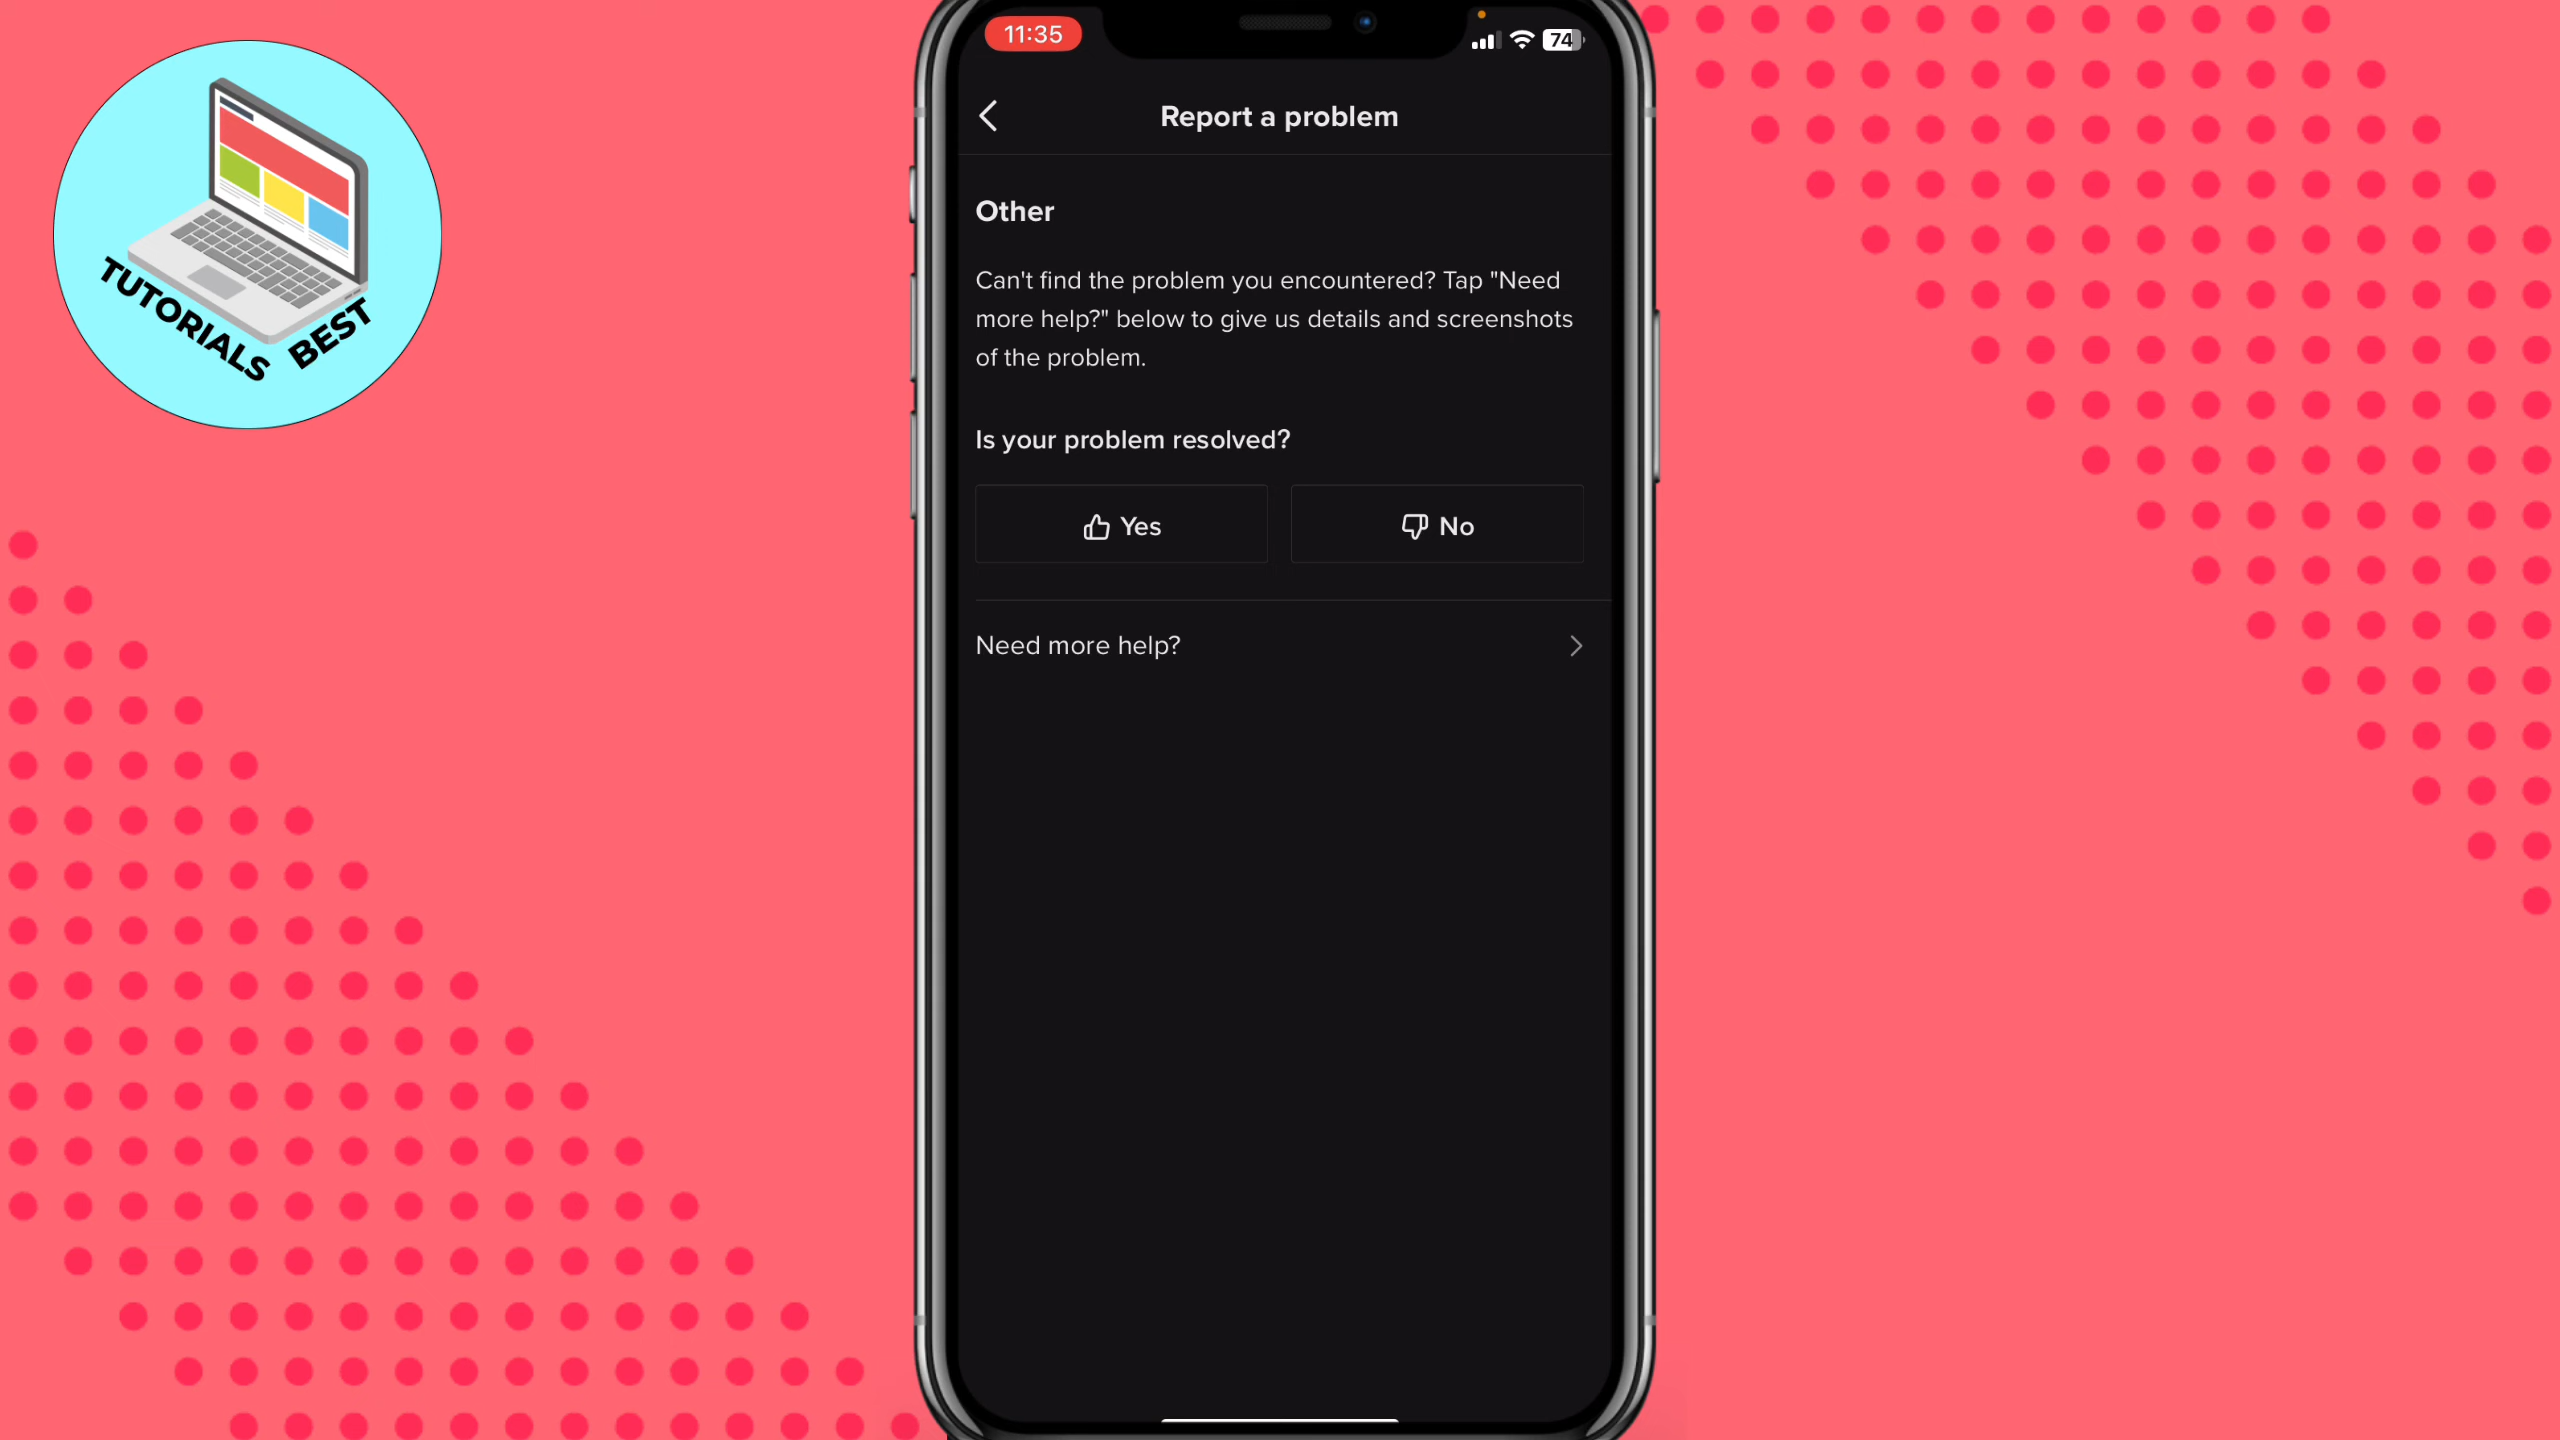 TUTORIALS BEST
11:35
74
Report a problem
Other
Can't find the problem you encountered? Tap "Need
more help?" below to give us details and screenshots
of the problem.
Is your problem resolved?
Yes
No
Need more help?